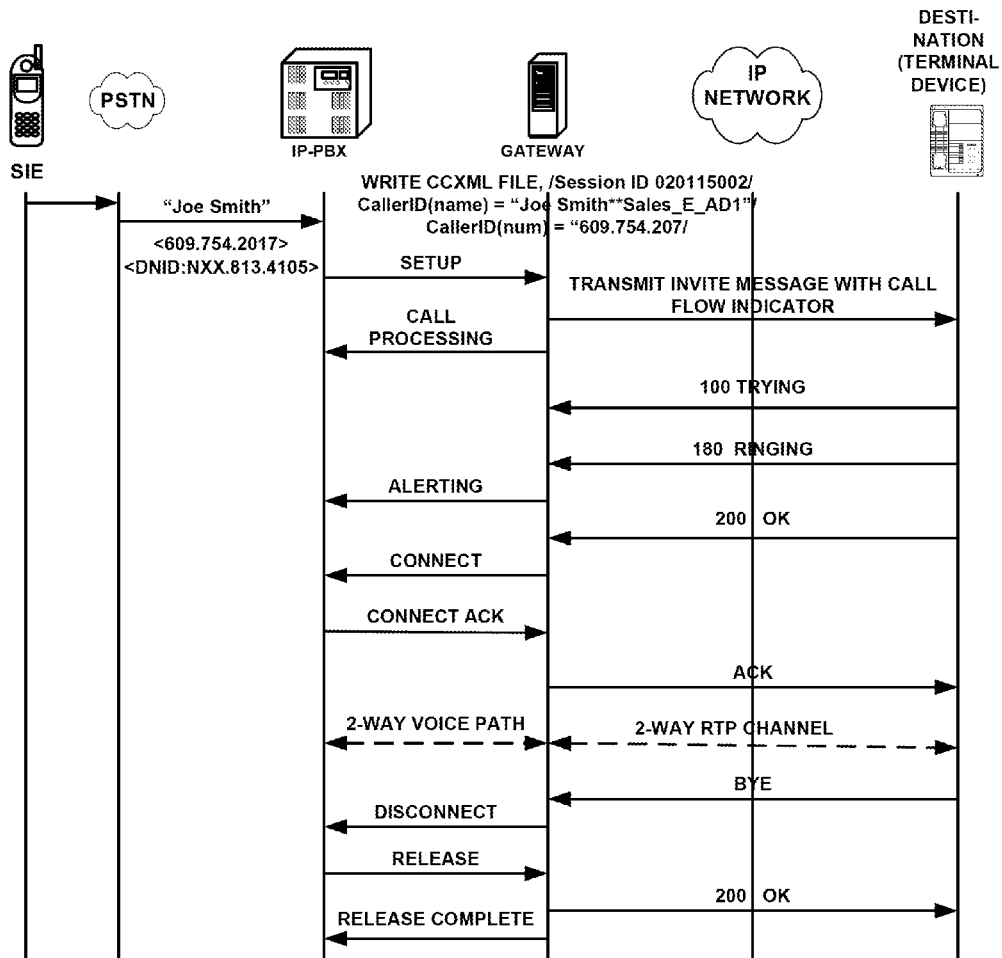 DESTI-
NATION
(TERMINAL
DEVICE)
IP
NETWORK
PSTN
IP-PBX
GATEWAY
SIE
WRITE CCXML FILE, /Session ID 020115002/
CallerID(name) = “Joe Smith**Sales_E_AD1”/
CallerID(num) = “609.754.207/
“Joe Smith”
<609.754.2017>
<DNID:NXX.813.4105>
SETUP
TRANSMIT INVITE MESSAGE WITH CALL
FLOW INDICATOR
CALL
PROCESSING
100 TRYING
180 RINGING
ALERTING
200 OK
CONNECT
CONNECT ACK
ACK
2-WAY VOICE PATH
2-WAY RTP CHANNEL
BYE
DISCONNECT
RELEASE
200 OK
RELEASE COMPLETE